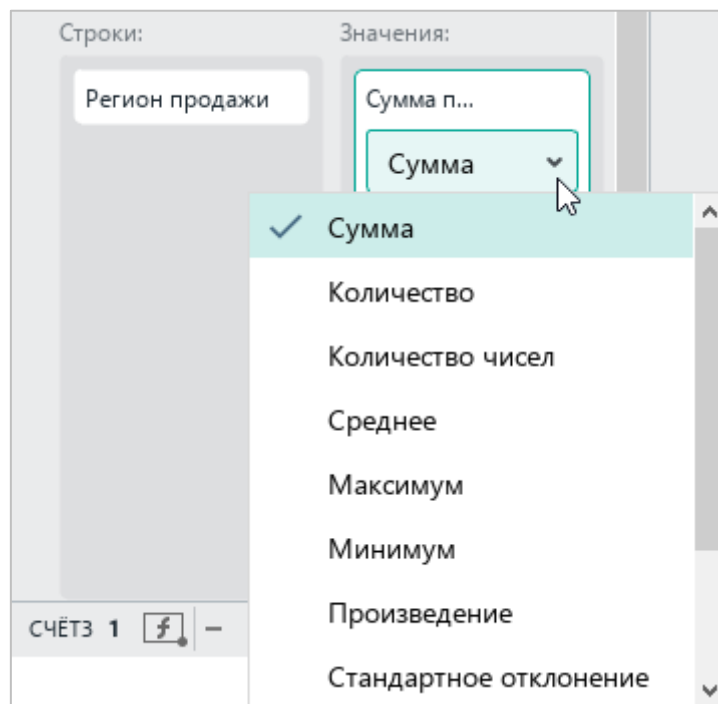 Строки:
Значения:
Регион продажи
Сумма п...
Сумма
Сумма
Количество
Количество чисел
Среднее
Максимум
Минимум
Произведение
Стандартное отклонение
СЧЁТЗ 1 f −